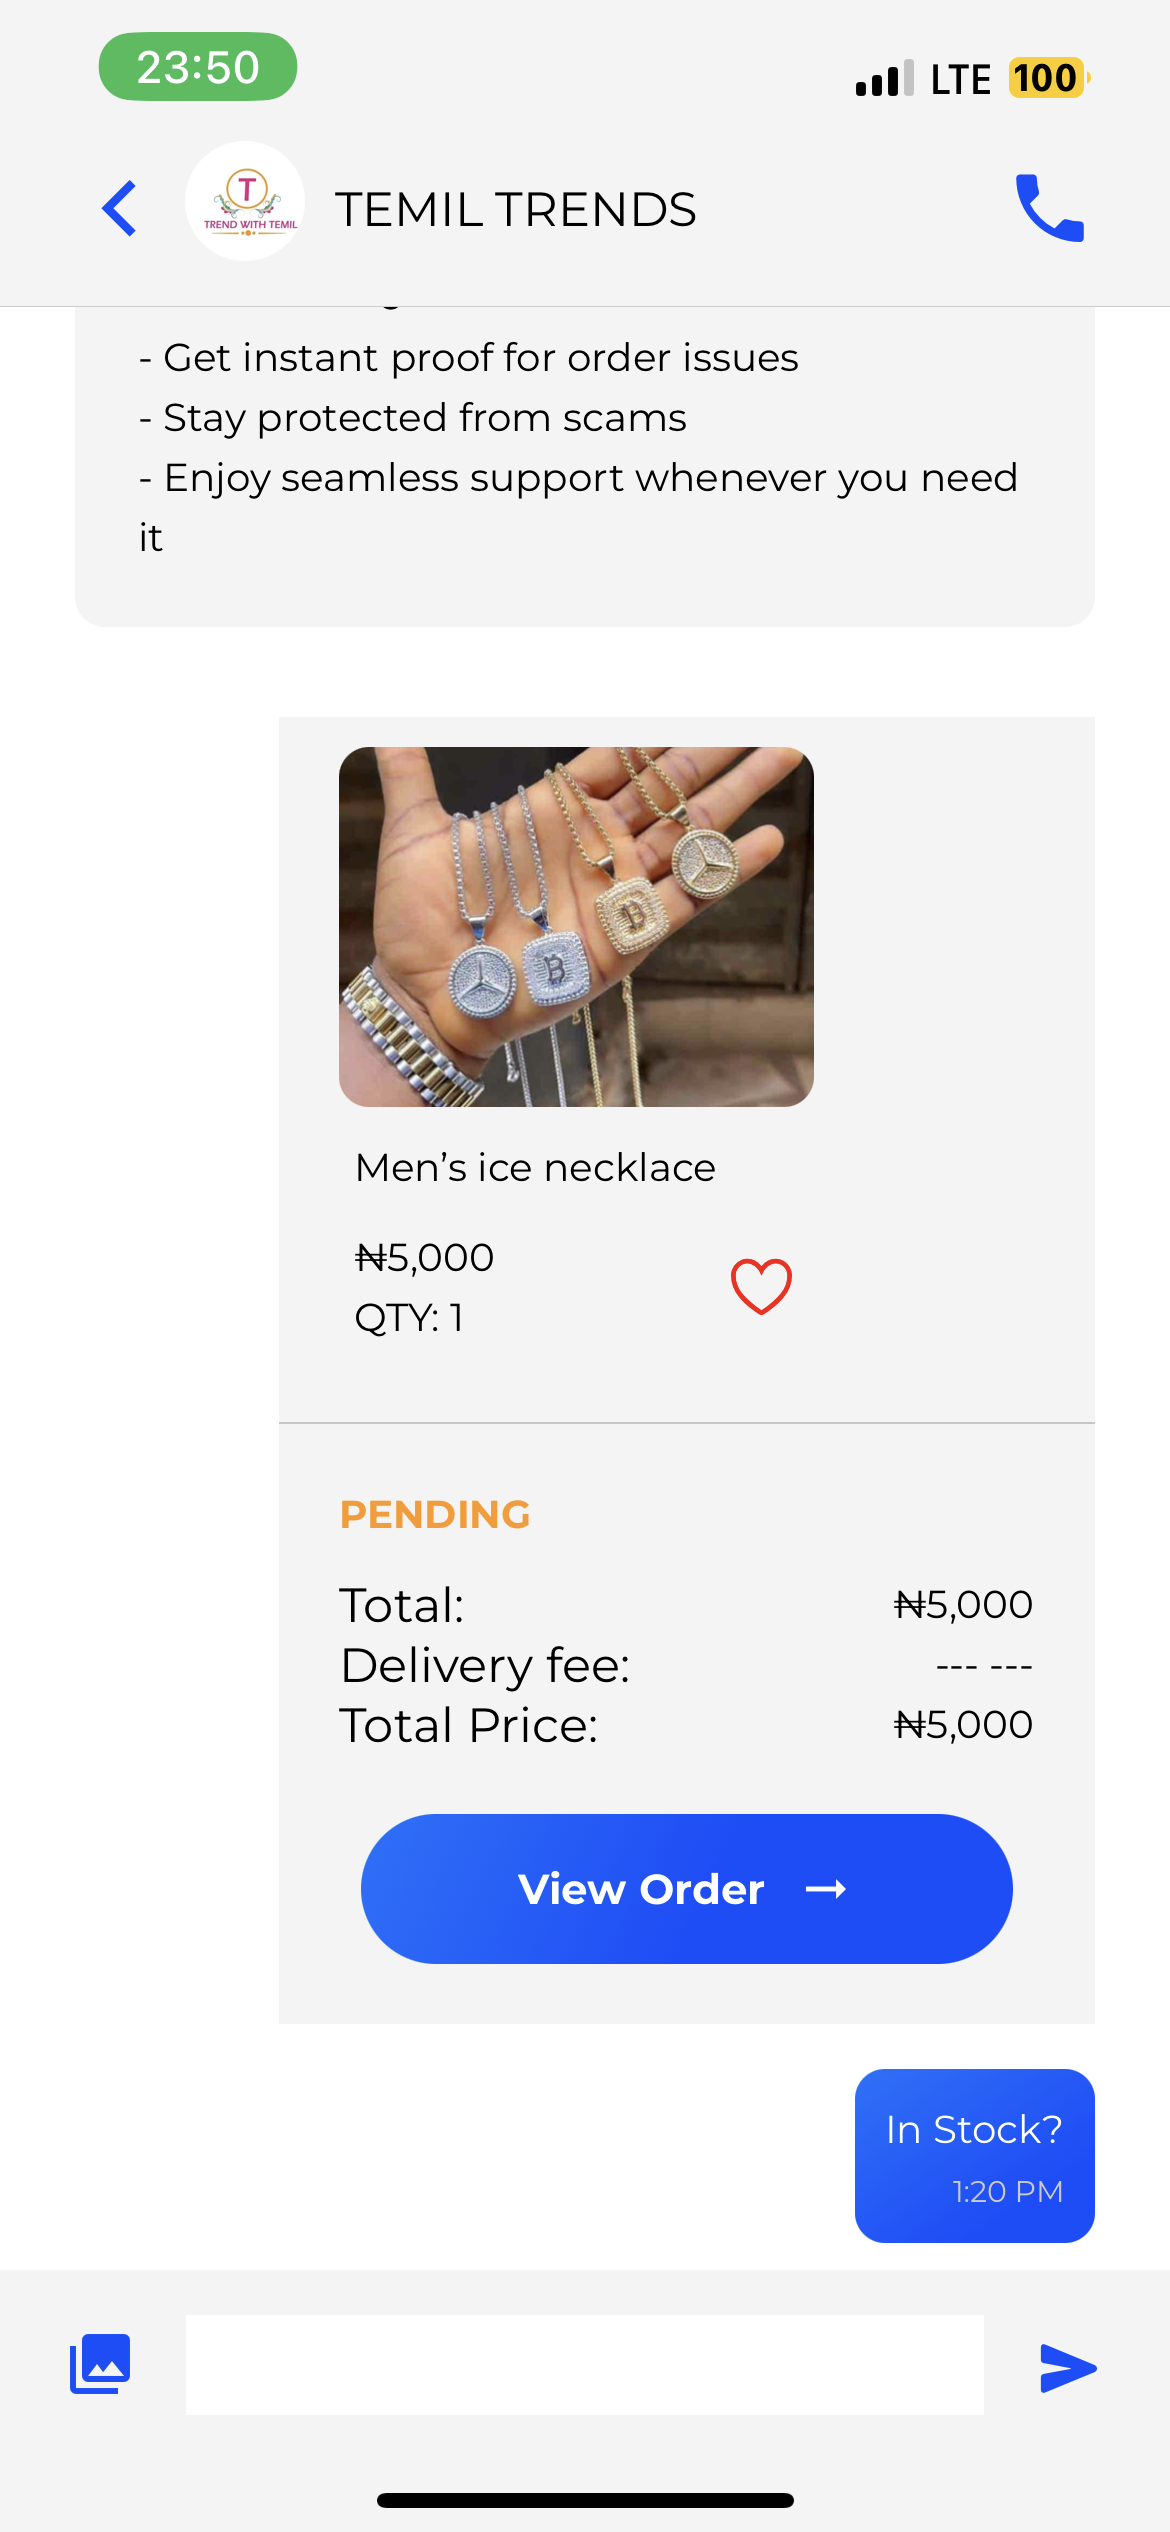 23:50
LTE 100
T
TREND WITH TEMIL
TEMIL TRENDS
- Get instant proof for order issues
- Stay protected from scams
- Enjoy seamless support whenever you need
it
B
B
Men’s ice necklace
₦5,000
QTY: 1
PENDING
Total: ₦5,000
Delivery fee: --- ---
Total Price: ₦5,000
View Order →
In Stock?
1:20 PM